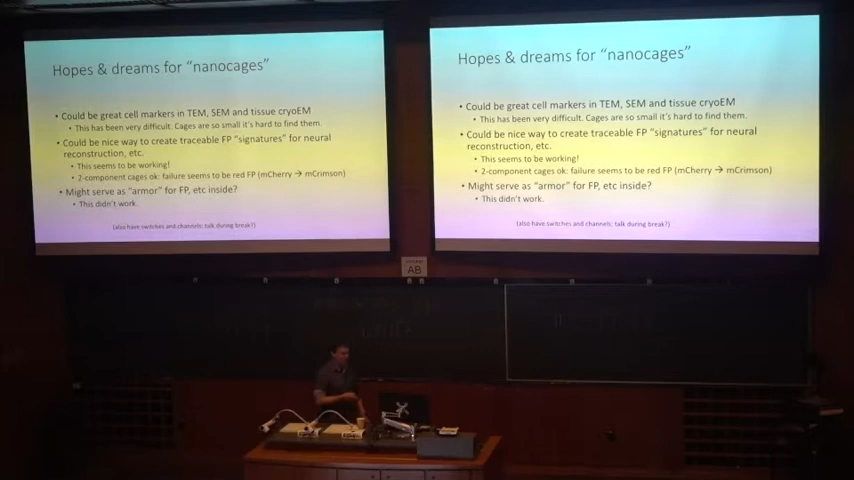 Hopes & dreams for “nanocages”
• Could be great cell markers in TEM, SEM and tissue cryoEM
• This has been very difficult. Cages are so small it's hard to find them.
• Could be nice way to create traceable FP “signatures” for neural
reconstruction, etc.
• This seems to be working!
• 2-component cages ok: failure seems to be red FP (mCherry → mCrimson)
• Might serve as “armor” for FP, etc inside?
• This didn't work.
(also have switches and channels; talk during break?)
Hopes & dreams for “nanocages”
• Could be great cell markers in TEM, SEM and tissue cryoEM
• This has been very difficult. Cages are so small it's hard to find them.
• Could be nice way to create traceable FP “signatures” for neural
reconstruction, etc.
• This seems to be working!
• 2-component cages ok: failure seems to be red FP (mCherry → mCrimson)
• Might serve as “armor” for FP, etc inside?
• This didn't work.
(also have switches and channels; talk during break?)
AB